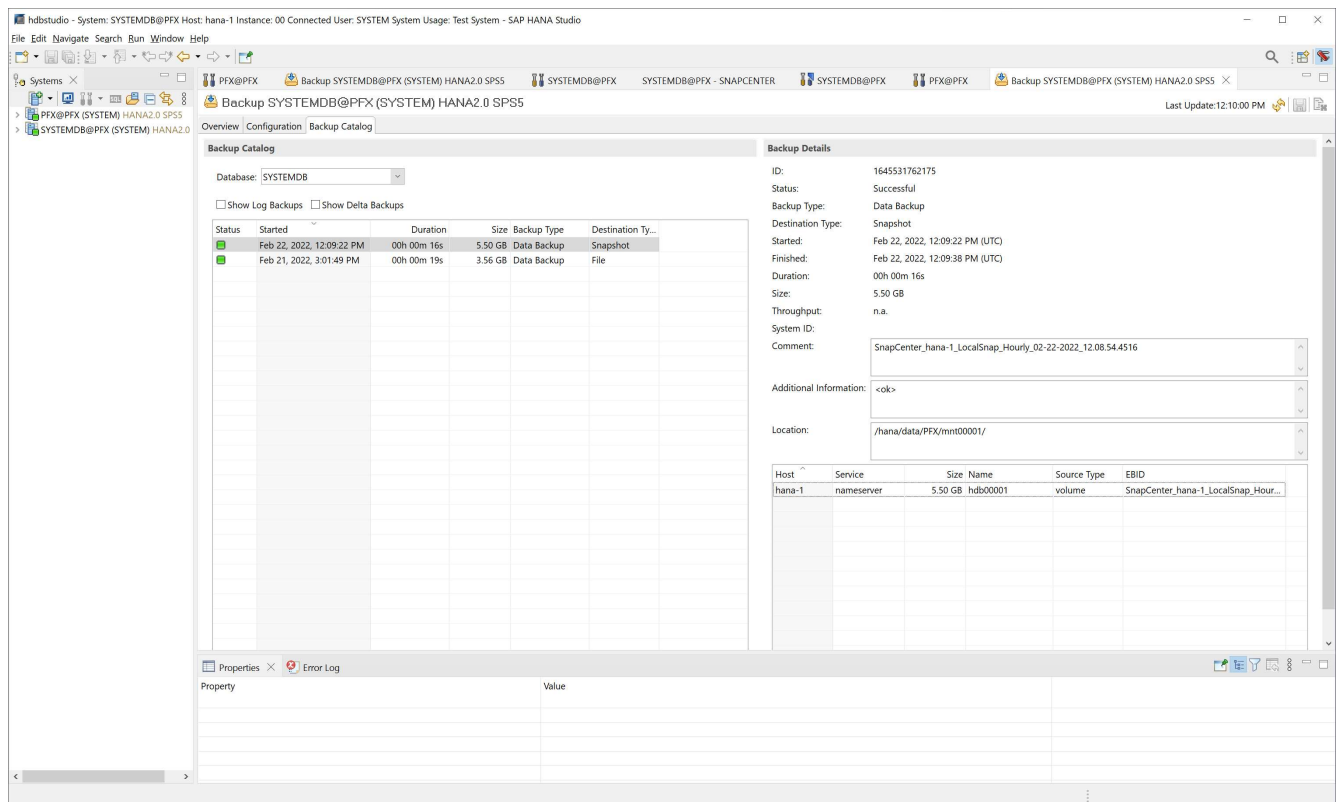 hdbstudio - System: SYSTEMDB@PFX Host: hana-1 Instance: 00 Connected User: SYSTEM System Usage: Test System - SAP HANA Studio
File Edit Navigate Search Run Window Help
Systems
PFX@PFX (SYSTEM) HANA2.0 SPS5
SYSTEMDB@PFX (SYSTEM) HANA2.0
PFX@PFX Backup SYSTEMDB@PFX (SYSTEM) HANA2.0 SPS5 SYSTEMDB@PFX SYSTEMDB@PFX - SNAPCENTER SYSTEMDB@PFX PFX@PFX Backup SYSTEMDB@PFX (SYSTEM) HANA2.0 SPS5
Backup SYSTEMDB@PFX (SYSTEM) HANA2.0 SPS5
Last Update:12:10:00 PM
Overview Configuration Backup Catalog
Backup Catalog
Database: SYSTEMDB
Show Log Backups Show Delta Backups
Status Started Duration Size Backup Type Destination Ty...
Feb 22, 2022, 12:09:22 PM 00h 00m 16s 5.50 GB Data Backup Snapshot
Feb 21, 2022, 3:01:49 PM 00h 00m 19s 3.56 GB Data Backup File
Backup Details
ID: 1645531762175
Status: Successful
Backup Type: Data Backup
Destination Type: Snapshot
Started: Feb 22, 2022, 12:09:22 PM (UTC)
Finished: Feb 22, 2022, 12:09:38 PM (UTC)
Duration: 00h 00m 16s
Size: 5.50 GB
Throughput: n.a.
System ID:
Comment: SnapCenter_hana-1_LocalSnap_Hourly_02-22-2022_12.08.54.4516
Additional Information: <ok>
Location: /hana/data/PFX/mnt00001/
Host Service Size Name Source Type EBID
hana-1 nameserver 5.50 GB hdb00001 volume SnapCenter_hana-1_LocalSnap_Hour...
Properties Error Log
Property Value